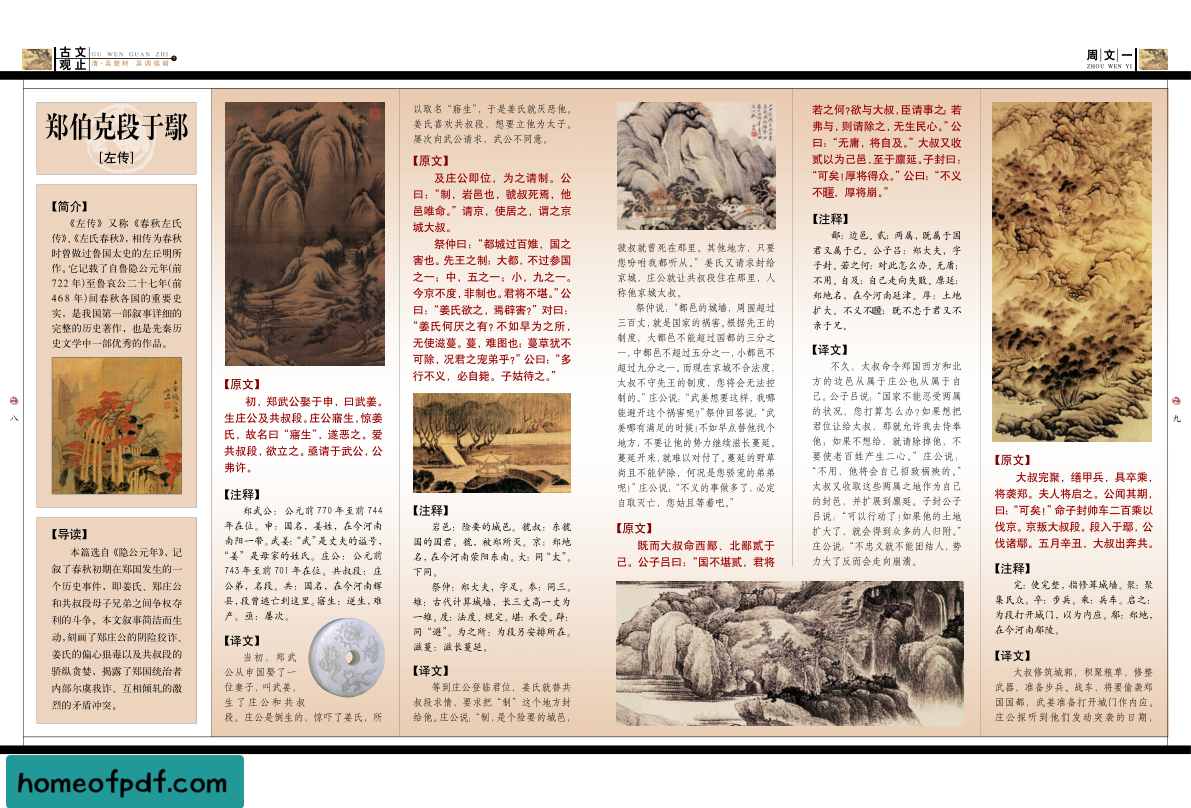 古文
观止
GU WEN GUAN ZHI
清·吴楚材 吴调侯编
周文一
ZHOU WEN YI
郑伯克段于鄢
[左传]
【简介】
《左传》又称《春秋左氏
传》、《左氏春秋》,相传为春秋
时曾做过鲁国太史的左丘明所
作。它记载了自鲁隐公元年(前
722年)至鲁哀公二十七年(前
468年)间春秋各国的重要史
实，是我国第一部叙事详细的
完整的历史著作，也是先秦历
史文学中一部优秀的作品。
【导读】
本篇选自《隐公元年》，记
叙了春秋初期在郑国发生的一
个历史事件，即姜氏、郑庄公
和共叔段母子兄弟之间争权夺
利的斗争。本文叙事简洁而生
动,刻画了郑庄公的阴险狡诈、
姜氏的偏心狠毒以及共叔段的
骄纵贪婪，揭露了郑国统治者
内部尔虞我诈、互相倾轧的激
烈的矛盾冲突。
八
【原文】
初，郑武公娶于申，曰武姜。
生庄公及共叔段。庄公寤生,惊姜
氏，故名曰“寤生”，遂恶之。爱
共叔段，欲立之。亟请于武公，公
弗许。
【注释】
郑武公：公元前770年至前744
年在位。申：国名，姜姓，在今河南
南阳一带。武姜：“武”是丈夫的谥号，
“姜”是母家的姓氏。庄公：公元前
743年至前701年在位。共叔段：庄
公弟，名段。共：国名，在今河南辉
县，段曾逃亡到这里。寤生：逆生，难
产。亟：屡次。
【译文】
当初，郑武
公从申国娶了一
位妻子，叫武姜，
生了庄公和共叔
段。庄公是倒生的，惊吓了姜氏，所
以取名“寤生”，于是姜氏就厌恶他。
姜氏喜欢共叔段，想要立他为太子。
屡次向武公请求，武公不同意。
【原文】
及庄公即位，为之请制。公
曰：“制，岩邑也，虢叔死焉，他
邑唯命。”请京，使居之，谓之京
城大叔。
祭仲曰：“都城过百雉，国之
害也。先王之制：大都，不过参国
之一；中，五之一；小，九之一。
今京不度,非制也。君将不堪。”公
曰：“姜氏欲之，焉辟害？”对曰：
“姜氏何厌之有？不如早为之所，
无使滋蔓。蔓，难图也；蔓草犹不
可除，况君之宠弟乎？”公曰：“多
行不义，必自毙。子姑待之。”
【注释】
岩邑：险要的城邑。虢叔：东虢
国的国君。虢，被郑所灭。京：郑地
名，在今河南荥阳东南。大：同“太”。
下同。
祭仲：郑大夫，字足。参：同三。
雉：古代计算城墙，长三丈高一丈为
一雉。度：法度、规定。堪：承受。辟：
同“避”。为之所：为段另安排所在。
滋蔓：滋长蔓延。
【译文】
等到庄公登临君位，姜氏就替共
叔段求情，要求把“制”这个地方封
给他。庄公说：“制，是个险要的城邑，
虢叔就曾死在那里。其他地方，只要
您吩咐我都听从。”姜氏又请求封给
京城，庄公就让共叔段住在那里，人
称他京城大叔。
祭仲说：“都邑的城墙，周围超过
三百丈，就是国家的祸害。根据先王的
制度，大都邑不能超过国都的三分之
一，中都邑不超过五分之一，小都邑不
超过九分之一。而现在京城不合法度，
太叔不守先王的制度，您将会无法控
制的。”庄公说：“武姜想要这样，我哪
能避开这个祸害呢？”祭仲回答说：“武
姜哪有满足的时候！不如早点替他找个
地方，不要让他的势力继续滋长蔓延。
蔓延开来，就难以对付了。蔓延的野草
尚且不能铲除，何况是您骄宠的弟弟
呢！”庄公说：“不义的事做多了，必定
自取灭亡，您姑且等着吧。”
【原文】
既而大叔命西鄙、北鄙贰于
己。公子吕曰：“国不堪贰，君将
若之何？欲与大叔，臣请事之；若
弗与，则请除之，无生民心。”公
曰：“无庸，将自及。”大叔又收
贰以为己邑，至于廪延。子封曰：
“可矣！厚将得众。”公曰：“不义
不暱，厚将崩。”
【注释】
鄙：边邑。贰：两属，既属于国
君又属于己。公子吕：郑大夫，字
子封。若之何：对此怎么办。无庸：
不用。自及：自己走向失败。廪延：
郑地名，在今河南延津。厚：土地
扩大。不义不暱：既不忠于君又不
亲于兄。
【译文】
不久，太叔命令郑国西方和北
方的边邑从属于庄公也从属于自
己。公子吕说：“国家不能忍受两属
的状况，您打算怎么办？如果想把
君位让给大叔，那就允许我去侍奉
他；如果不想给，就请除掉他，不
要使老百姓产生二心。”庄公说：
“不用，他将会自己招致祸殃的。”
太叔又收取这些两属之地作为自己
的封邑，并扩展到廪延。子封公子
吕说：“可以行动了！如果他的土地
扩大了，就会得到众多的人归附。”
庄公说：“不忠义就不能团结人，势
力大了反而会走向崩溃。
【原文】
大叔完聚，缮甲兵，具卒乘，
将袭郑。夫人将启之。公闻其期，
曰：“可矣！”命子封帅车二百乘以
伐京。京叛大叔段。段入于鄢，公
伐诸鄢。五月辛丑，大叔出奔共。
【注释】
完：使完整，指修葺城墙。聚：聚
集民众。卒：步兵。乘：兵车。启之：
为段打开城门，以为内应。鄢：郑地，
在今河南鄢陵。
【译文】
太叔修筑城郭，积聚粮草，修整
武器，准备步兵、战车，将要偷袭郑
国国都，武姜准备打开城门作内应。
庄公探听到他们发动突袭的日期，
九
homeofpdf.com